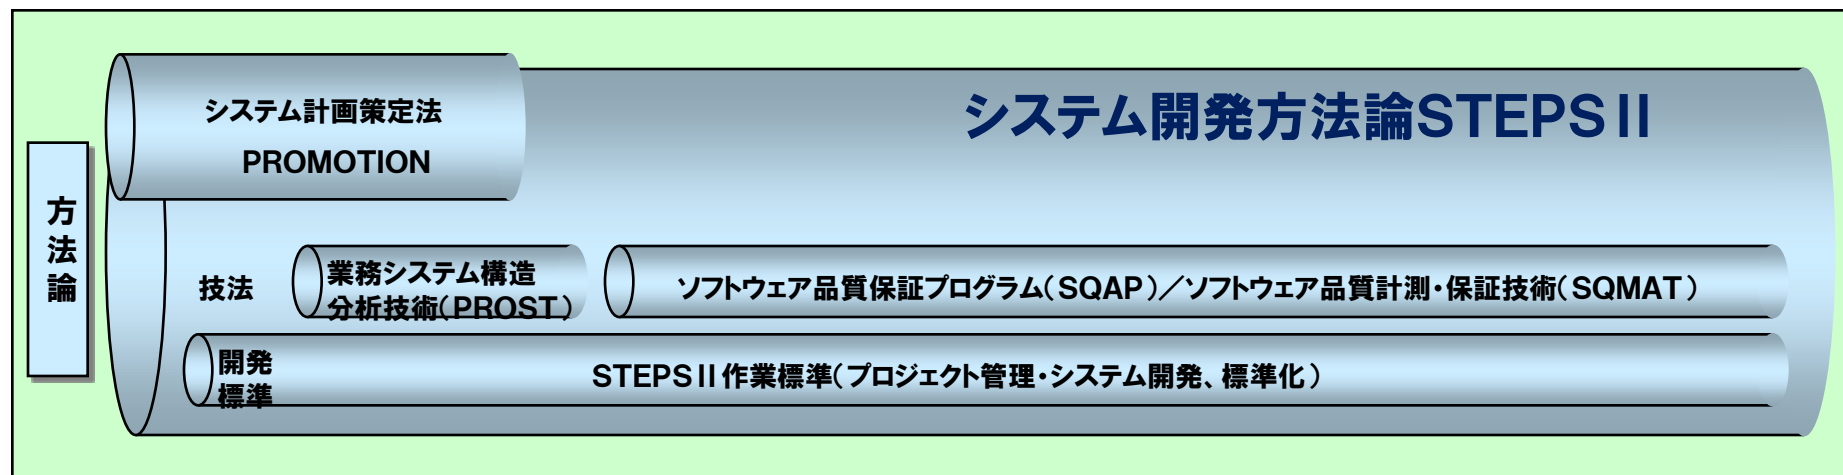 方法論
システム計画策定法
PROMOTION
システム開発方法論STEPSⅡ
技法
業務システム構造
分析技術(PROST)
ソフトウェア品質保証プログラム(SQAP)/ソフトウェア品質計測・保証技術(SQMAT)
開発
標準
STEPSⅡ作業標準(プロジェクト管理・システム開発、標準化)